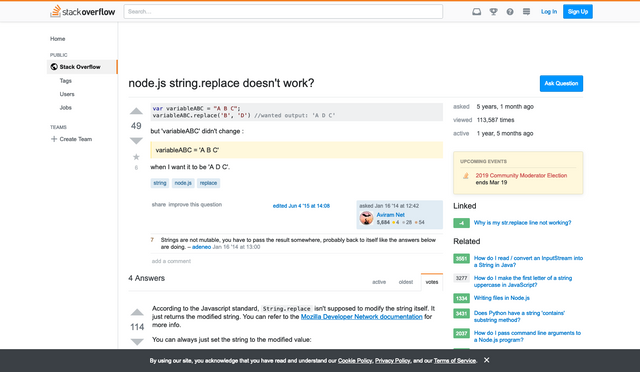 stackoverflow
Search...
Log In
Sign Up
Home
PUBLIC
Stack Overflow
Tags
Users
Jobs
TEAMS
+ Create Team
node.js string.replace doesn't work?
Ask Question
49
6
var variableABC = "A B C";
variableABC.replace('B', 'D') //wanted output: 'A D C'
but 'variableABC' didn't change :
variableABC = 'A B C'
when I want it to be 'A D C'.
string node.js replace
share improve this question
edited Jun 4 '15 at 14:08
asked Jan 16 '14 at 12:42
Aviram Net
5,684 4 28 54
7 Strings are not mutable, you have to pass the result somewhere, probably back to itself like the answers below
are doing. – adeneo Jan 16 '14 at 13:00
add a comment
4 Answers
active oldest votes
114
According to the Javascript standard, String.replace isn't supposed to modify the string itself. It
just returns the modified string. You can refer to the Mozilla Developer Network documentation for
more info.
You can always just set the string to the modified value:
asked 5 years, 1 month ago
viewed 113,587 times
active 1 year, 5 months ago
UPCOMING EVENTS
2019 Community Moderator Election
ends Mar 19
Linked
-4 Why is my str.replace line not working?
Related
3551 How do I read / convert an InputStream into
a String in Java?
3277 How do I make the first letter of a string
uppercase in JavaScript?
1334 Writing files in Node.js
3431 Does Python have a string 'contains'
substring method?
2037 How do I pass command line arguments to
a Node.js program?
By using our site, you acknowledge that you have read and understand our Cookie Policy, Privacy Policy, and our Terms of Service.